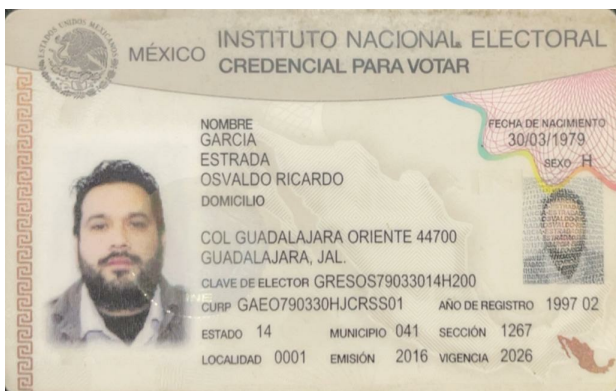 ESTADOS UNIDOS MEXICANOS
MÉXICO INSTITUTO NACIONAL ELECTORAL
CREDENCIAL PARA VOTAR
NOMBRE
GARCIA
ESTRADA
OSVALDO RICARDO
FECHA DE NACIMIENTO
30/03/1979
SEXO H
DOMICILIO
COL GUADALAJARA ORIENTE 44700
GUADALAJARA, JAL.
CLAVE DE ELECTOR GRESOS79033014H200
CURP GAEO790330HJCRSS01 AÑO DE REGISTRO 1997 02
ESTADO 14 MUNICIPIO 041 SECCIÓN 1267
LOCALIDAD 0001 EMISIÓN 2016 VIGENCIA 2026